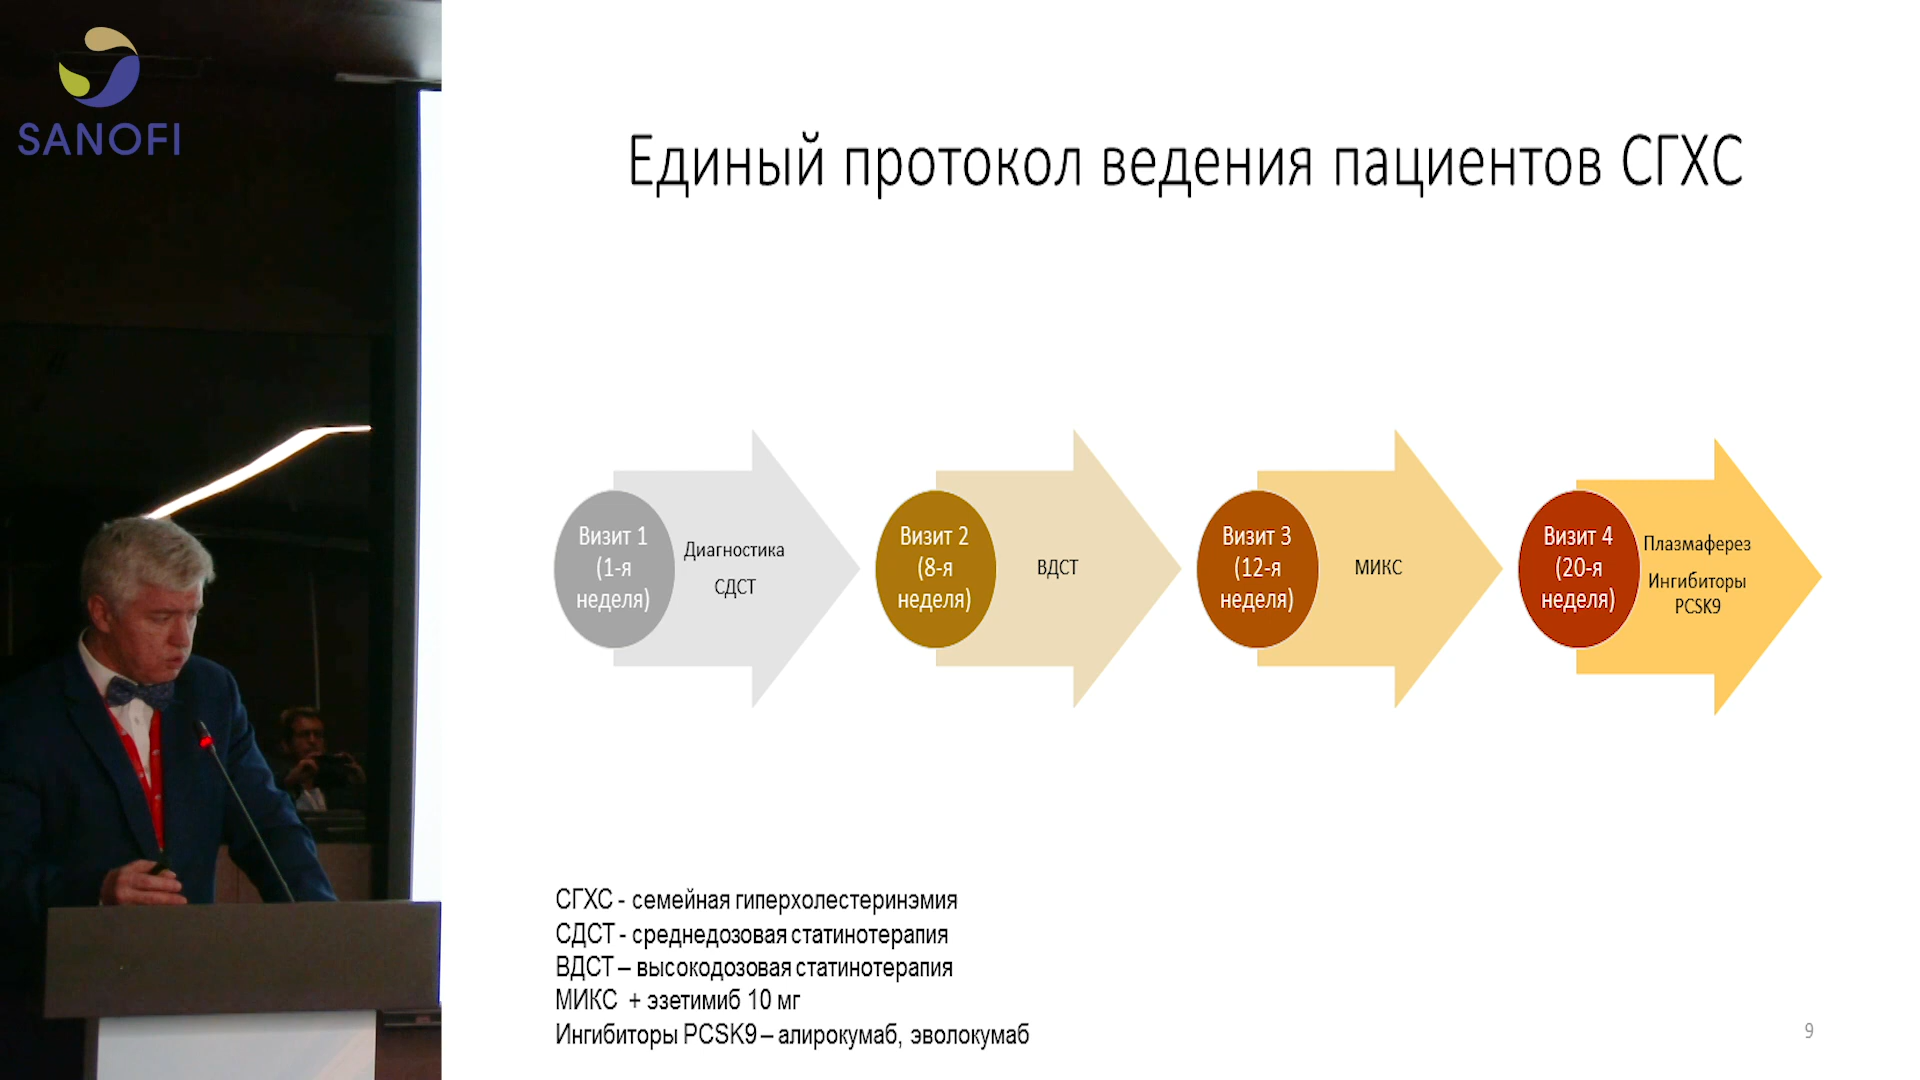 SANOFI
Единый протокол ведения пациентов СГХС
Визит 1
(1-я
неделя)
Диагностика
СДСТ
Визит 2
(8-я
неделя)
ВДСТ
Визит 3
(12-я
неделя)
МИКС
Визит 4
(20-я
неделя)
Плазмаферез
Ингибиторы
PCSK9
СГХС - семейная гиперхолестеринэмия
СДСТ - среднедозовая статинотерапия
ВДСТ – высокодозовая статинотерапия
МИКС + эзетимиб 10 мг
Ингибиторы PCSK9 – алирокумаб, эволокумаб
9